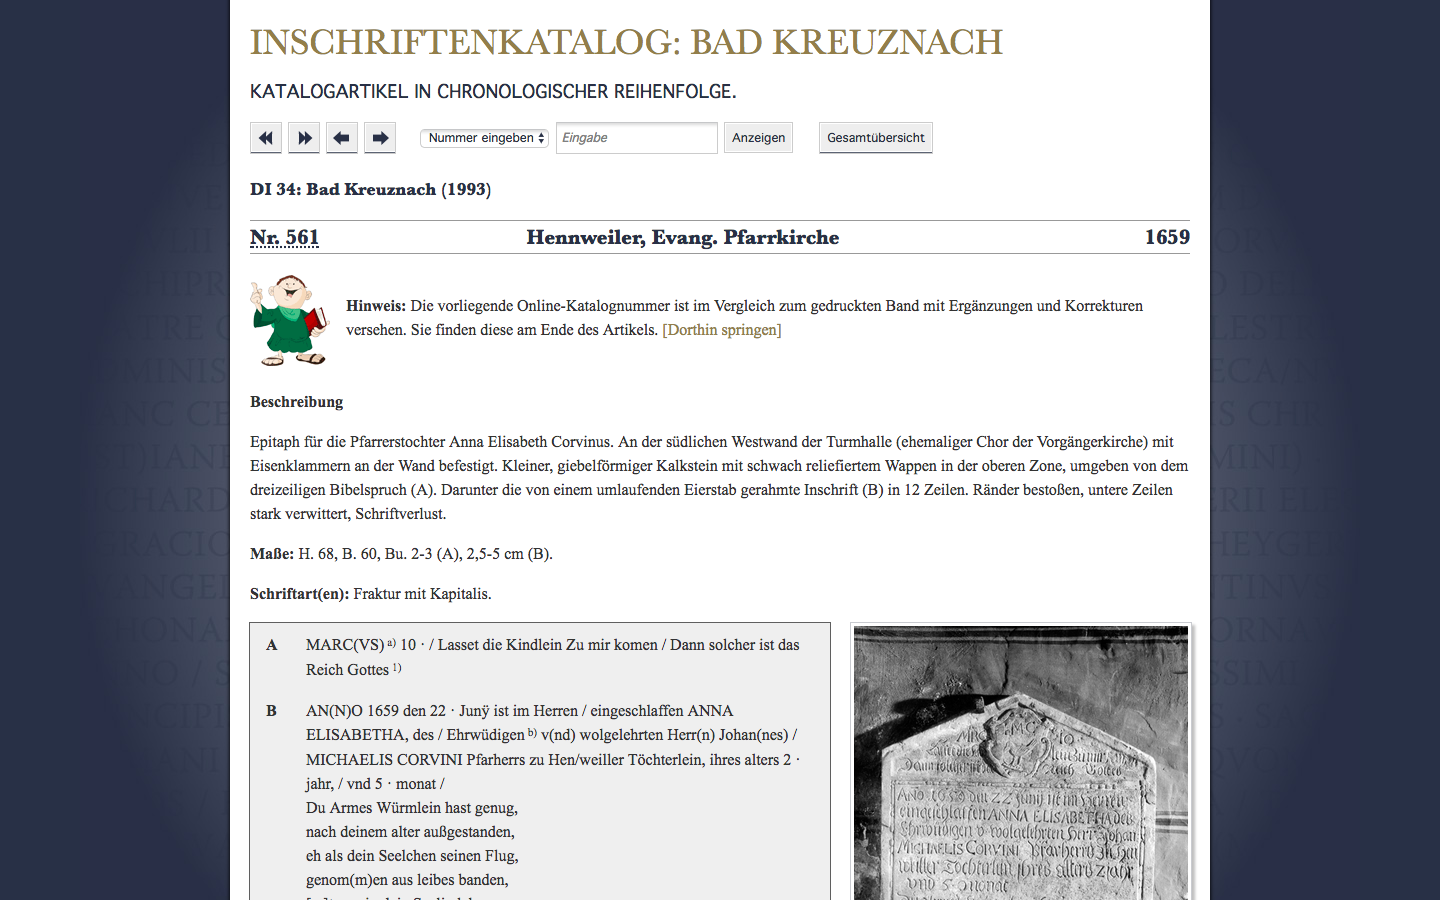 INSCHRIFTENKATALOG: BAD KREUZNACH
KATALOGARTIKEL IN CHRONOLOGISCHER REIHENFOLGE.
Nummer eingeben Eingabe Anzeigen Gesamtübersicht
DI 34: Bad Kreuznach (1993)
Nr. 561 Hennweiler, Evang. Pfarrkirche 1659
Hinweis: Die vorliegende Online-Katalognummer ist im Vergleich zum gedruckten Band mit Ergänzungen und Korrekturen
versehen. Sie finden diese am Ende des Artikels. [Dorthin springen]
Beschreibung
Epitaph für die Pfarrerstochter Anna Elisabeth Corvinus. An der südlichen Westwand der Turmhalle (ehemaliger Chor der Vorgängerkirche) mit
Eisenklammern an der Wand befestigt. Kleiner, giebelförmiger Kalkstein mit schwach reliefiertem Wappen in der oberen Zone, umgeben von dem
dreizeiligen Bibelspruch (A). Darunter die von einem umlaufenden Eierstab gerahmte Inschrift (B) in 12 Zeilen. Ränder bestoßen, untere Zeilen
stark verwittert, Schriftverlust.
Maße: H. 68, B. 60, Bu. 2-3 (A), 2,5-5 cm (B).
Schriftart(en): Fraktur mit Kapitalis.
A MARC(VS) a) 10 · / Lasset die Kindlein Zu mir komen / Dann solcher ist das
Reich Gottes 1)
B AN(N)O 1659 den 22 · Junÿ ist im Herren / eingeschlaffen ANNA
ELISABETHA, des / Ehrwüdigen b) v(nd) wolgelehrten Herr(n) Johan(nes) /
MICHAELIS CORVINI Pfarherrs zu Hen/weiller Töchterlein, ihres alters 2 ·
jahr, / vnd 5 · monat /
Du Armes Würmlein hast genug,
nach deinem alter außgestanden,
eh als dein Seelchen seinen Flug,
genom(m)en aus leibes banden,